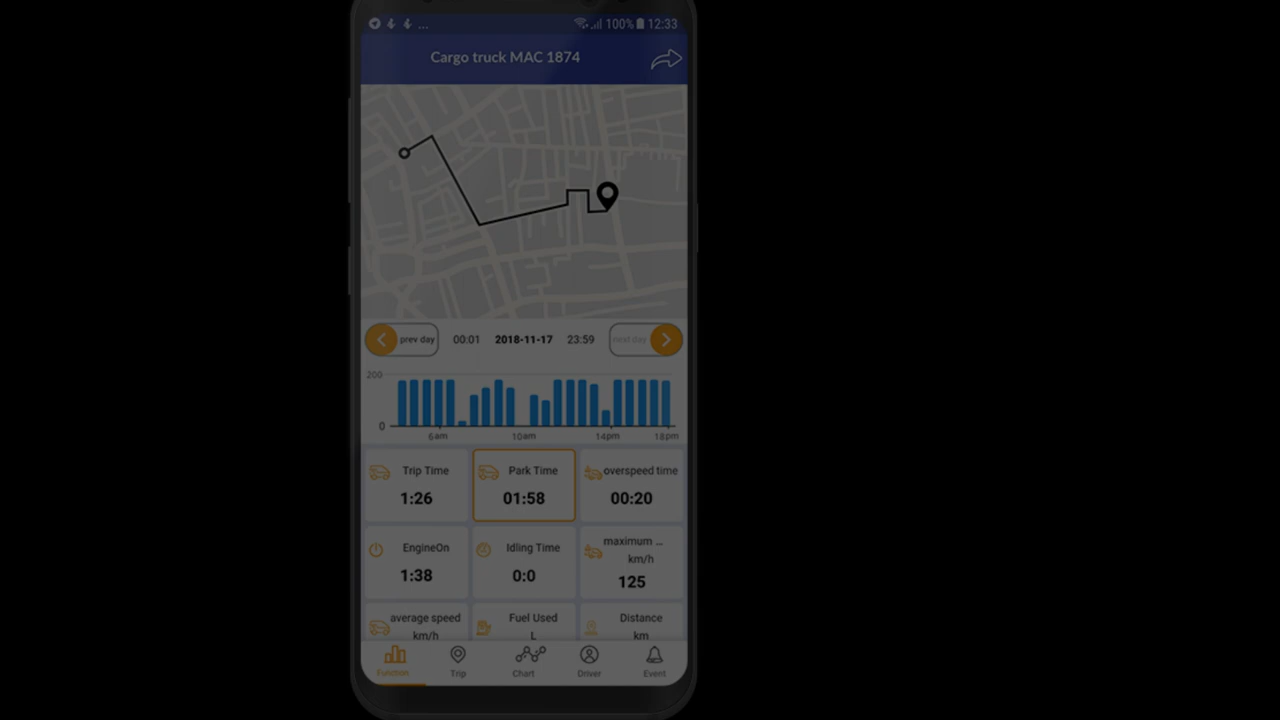 ... 100% 12:33
Cargo truck MAC 1874
prev day 00:01 2018-11-17 23:59 next day
200
0
6am 10am 14pm 18pm
Trip Time Park Time overspeed time
1:26 01:58 00:20
EngineOn Idling Time maximum ...
km/h
1:38 0:0 125
average speed Fuel Used Distance
km/h L km
Function Trip Chart Driver Event